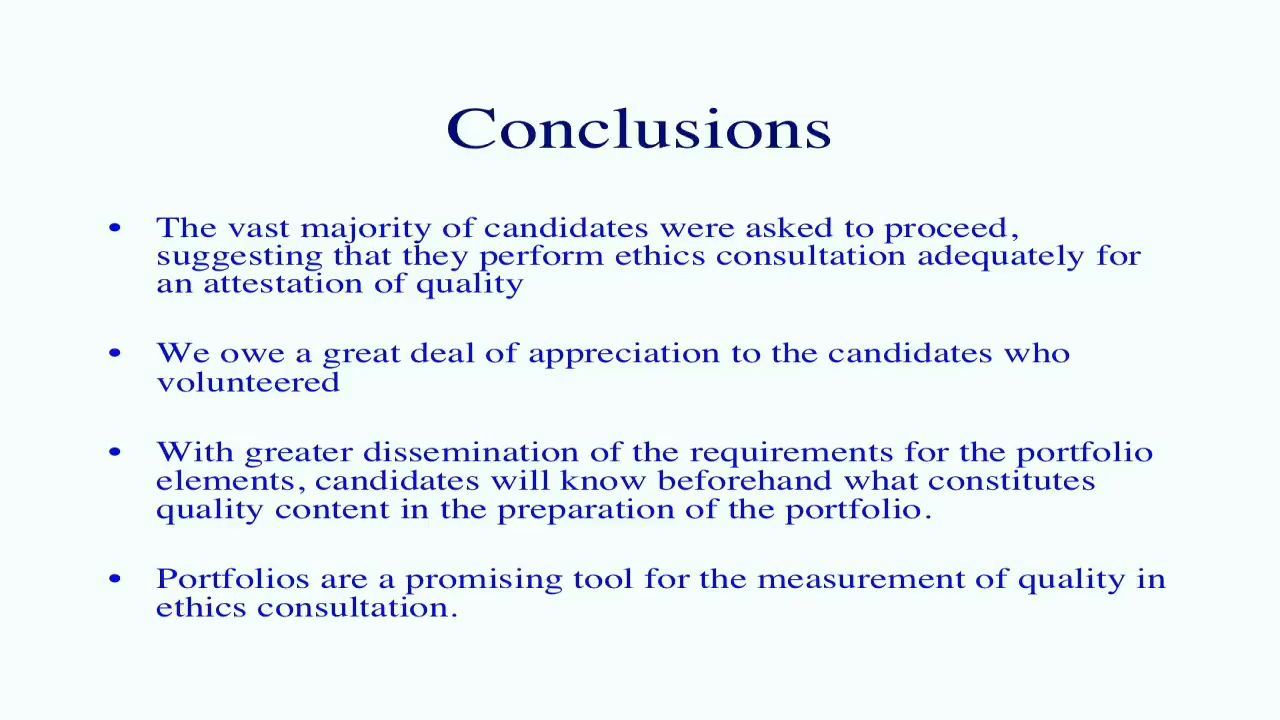 Conclusions
• The vast majority of candidates were asked to proceed,
suggesting that they perform ethics consultation adequately for
an attestation of quality
• We owe a great deal of appreciation to the candidates who
volunteered
• With greater dissemination of the requirements for the portfolio
elements, candidates will know beforehand what constitutes
quality content in the preparation of the portfolio.
• Portfolios are a promising tool for the measurement of quality in
ethics consultation.